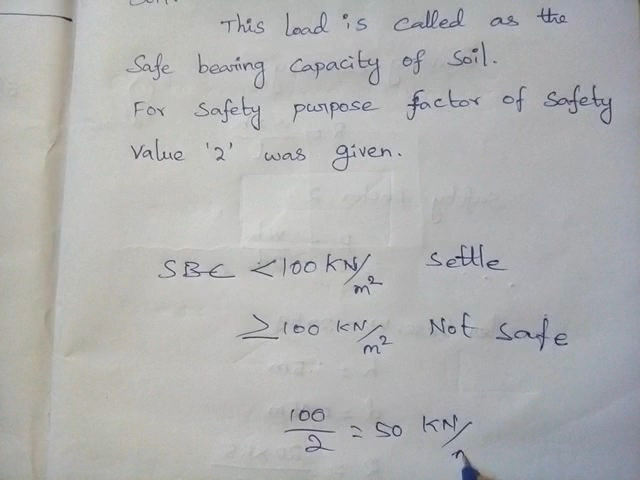 This load is called as the
Safe bearing capacity of soil.
For Safety purpose factor of safety
Value '2' was given.
SBC < 100 KN/m² Settle
≥ 100 KN/m² Not safe
100/2 = 50 KN/